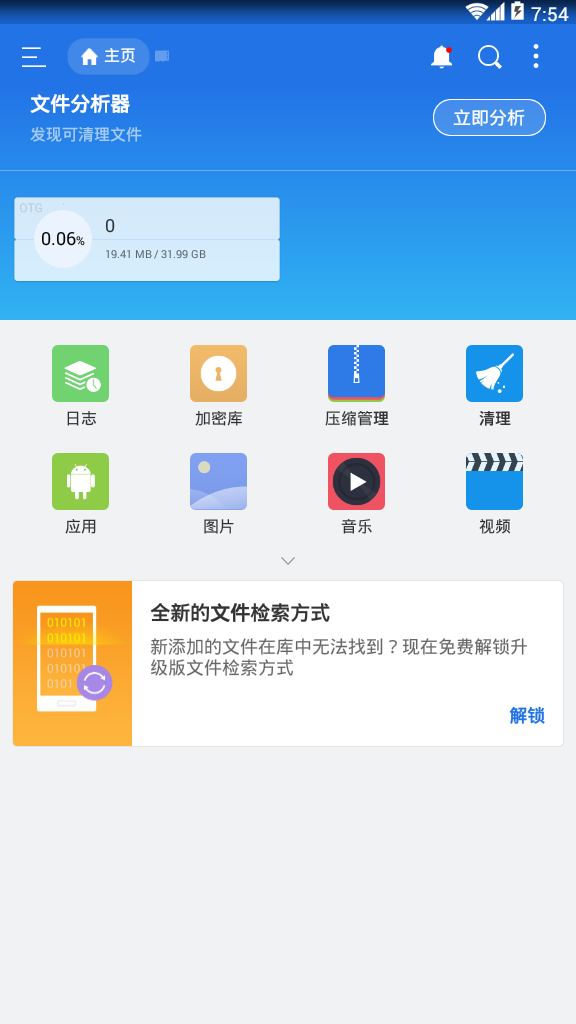 7:54
主页
文件分析器
发现可清理文件
立即分析
OTG
0
0.06%
19.41 MB / 31.99 GB
日志
加密库
压缩管理
清理
应用
图片
音乐
视频
010101
010101
010101
010101
0101
全新的文件检索方式
新添加的文件在库中无法找到？现在免费解锁升
级版文件检索方式
解锁